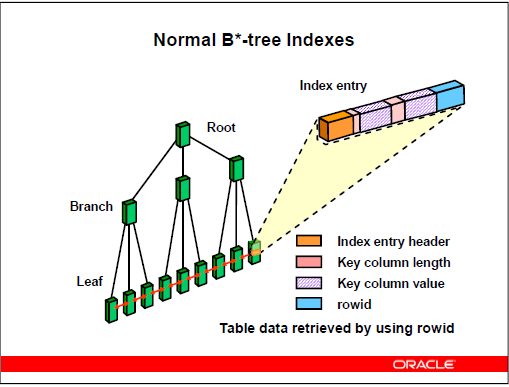 Normal B*-tree Indexes
Index entry
Root
Branch
Leaf
Index entry header
Key column length
Key column value
rowid
Table data retrieved by using rowid
ORACLE